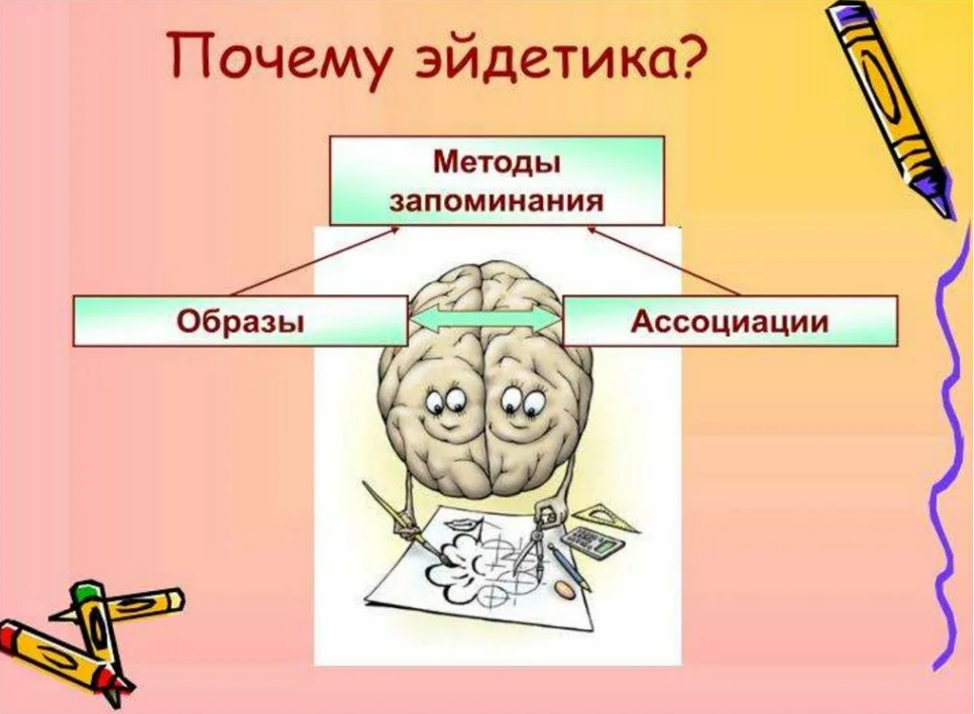 Почему эйдетика?
Методы
запоминания
Образы
Ассоциации